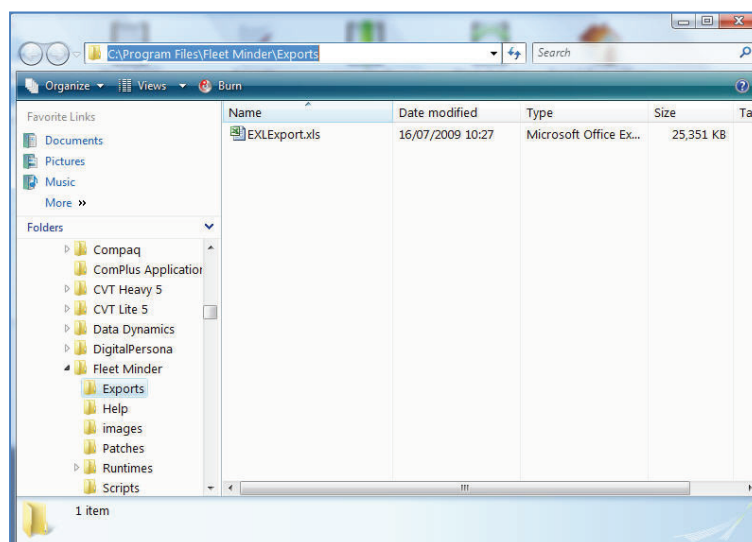 C:\Program Files\Fleet Minder\Exports
Search
Organize Views Burn
Favorite Links
Documents
Pictures
Music
More »
Folders
Compaq
ComPlus Application
CVT Heavy 5
CVT Lite 5
Data Dynamics
DigitalPersona
Fleet Minder
Exports
Help
images
Patches
Runtimes
Scripts
Name Date modified Type Size Ta
EXLExport.xls 16/07/2009 10:27 Microsoft Office Ex... 25,351 KB
1 item